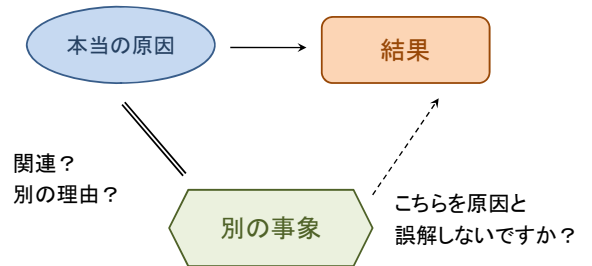 本当の原因
結果
関連？
別の理由？
別の事象
こちらを原因と
誤解しないですか？